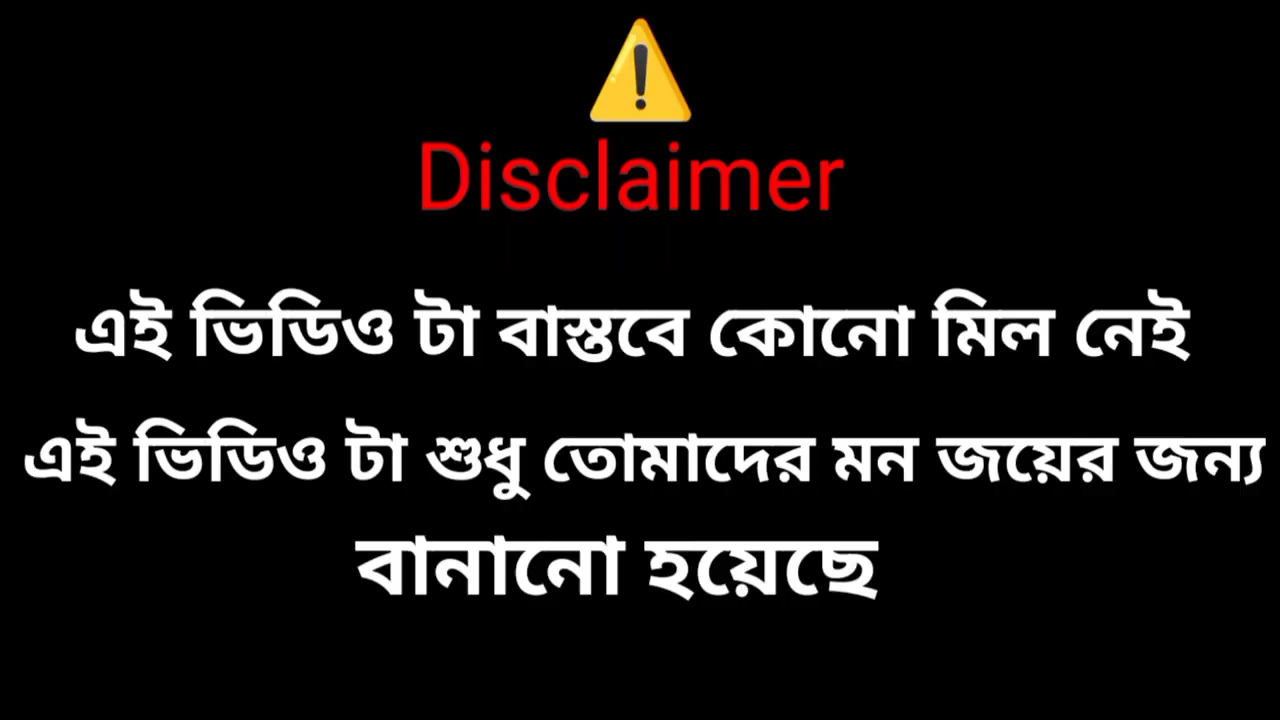 Disclaimer
এই ভিডিও টা বাস্তবে কোনো মিল নেই
এই ভিডিও টা শুধু তোমাদের মন জয়ের জন্য
বানানো হয়েছে